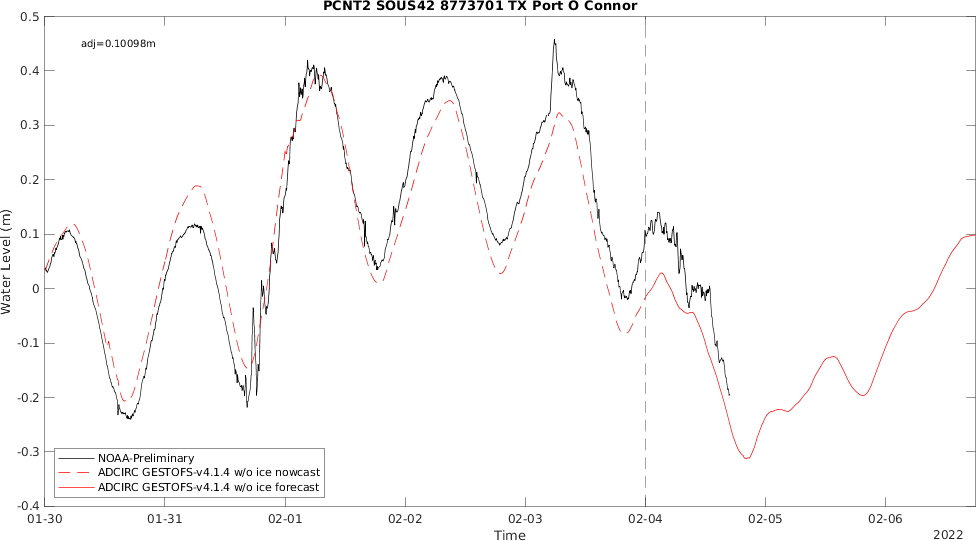 PCNT2 SOUS42 8773701 TX Port O Connor
adj=0.10098m
0.5
0.4
0.3
0.2
0.1
0
-0.1
-0.2
-0.3
-0.4
Water Level (m)
NOAA-Preliminary
ADCIRC GESTOFS-v4.1.4 w/o ice nowcast
ADCIRC GESTOFS-v4.1.4 w/o ice forecast
01-30 01-31 02-01 02-02 02-03 02-04 02-05 02-06
Time
2022